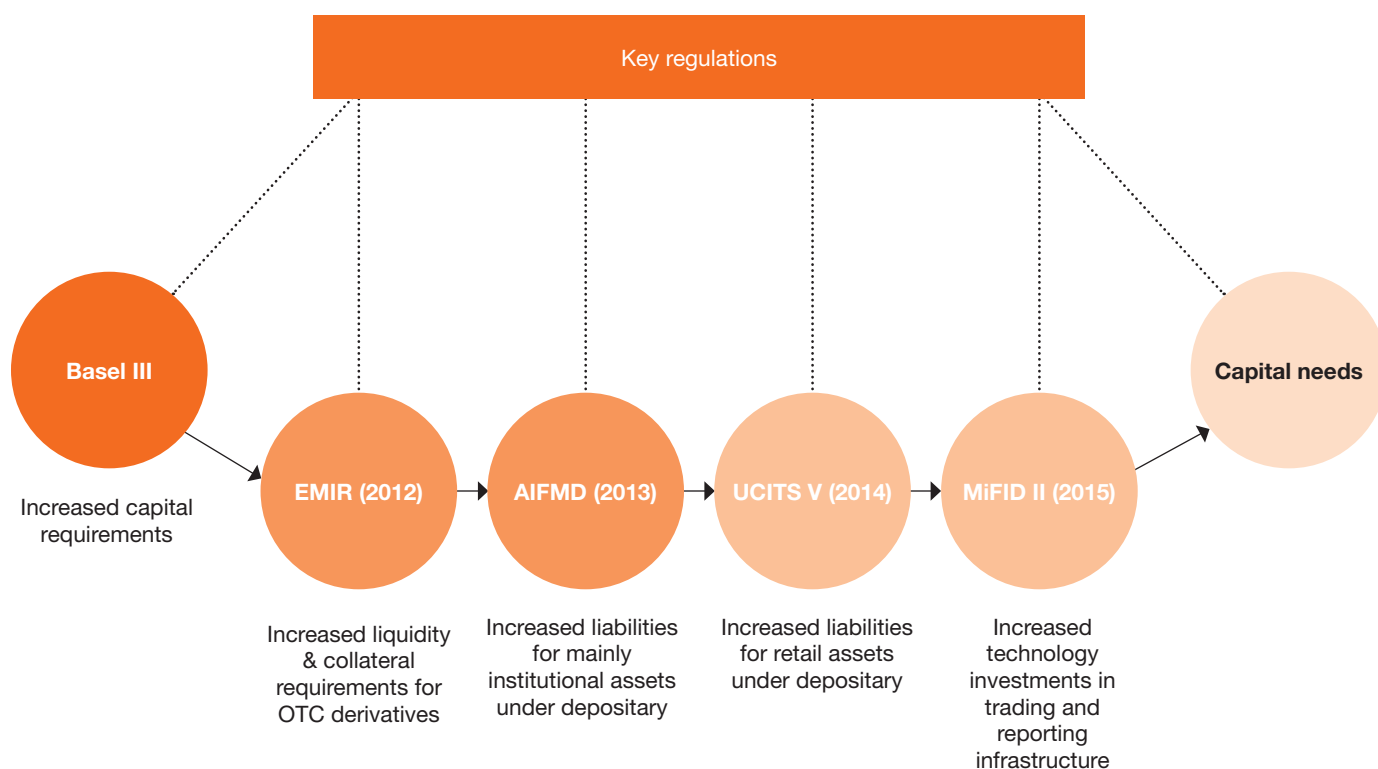 Key regulations
Basel III
Increased capital
requirements
EMIR (2012)
Increased liquidity
& collateral
requirements for
OTC derivatives
AIFMD (2013)
Increased liabilities
for mainly
institutional assets
under depositary
UCITS V (2014)
Increased liabilities
for retail assets
under depositary
MiFID II (2015)
Increased
technology
investments in
trading and
reporting
infrastructure
Capital needs